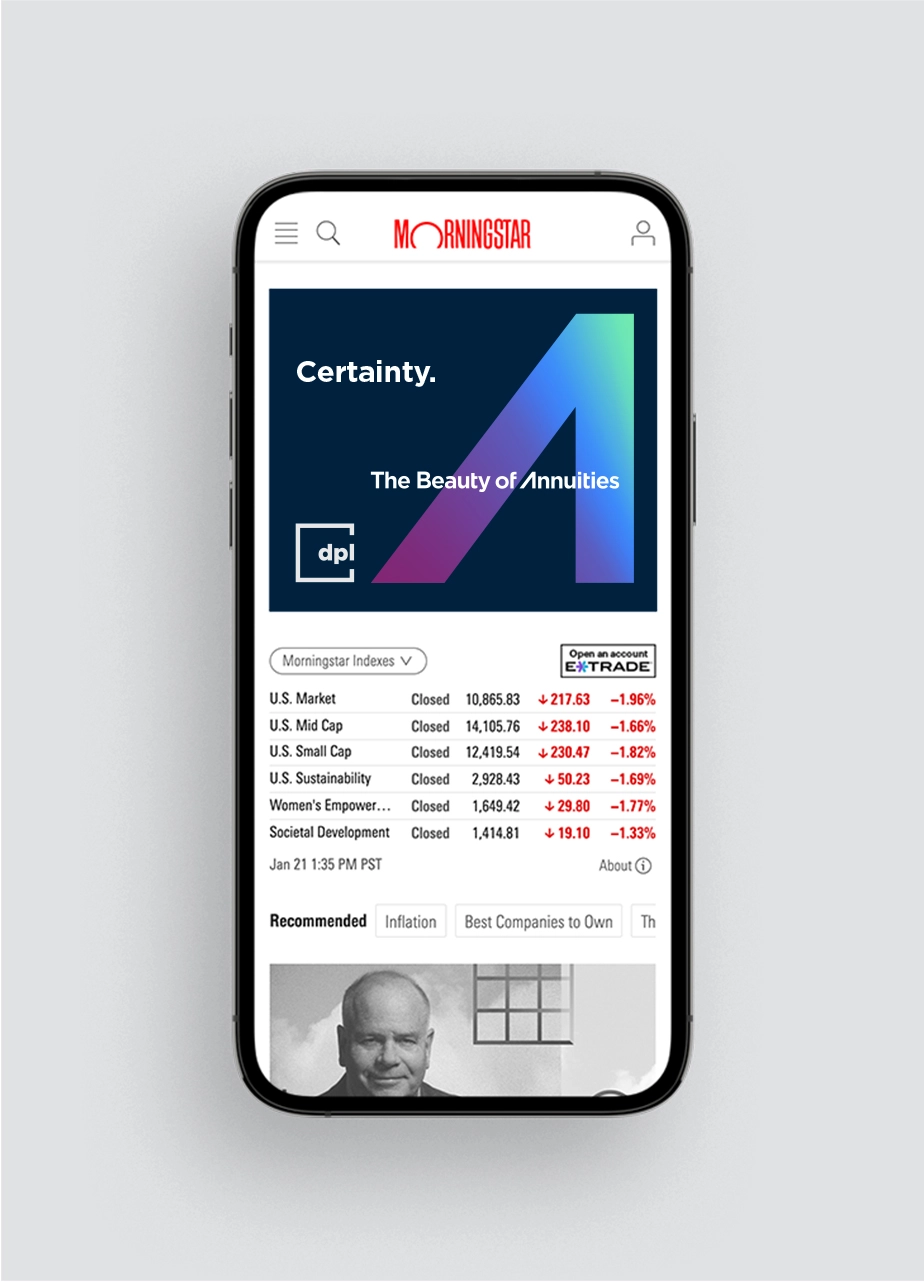 MORNINGSTAR
Certainty.
The Beauty of Annuities
dpl
Morningstar Indexes
Open an account
E*TRADE
U.S. Market Closed 10,865.83 ↓217.63 −1.96%
U.S. Mid Cap Closed 14,105.76 ↓238.10 −1.66%
U.S. Small Cap Closed 12,419.54 ↓230.47 −1.82%
U.S. Sustainability Closed 2,928.43 ↓50.23 −1.69%
Women's Empower... Closed 1,649.42 ↓29.80 −1.77%
Societal Development Closed 1,414.81 ↓19.10 −1.33%
Jan 21 1:35 PM PST About
Recommended Inflation Best Companies to Own Th